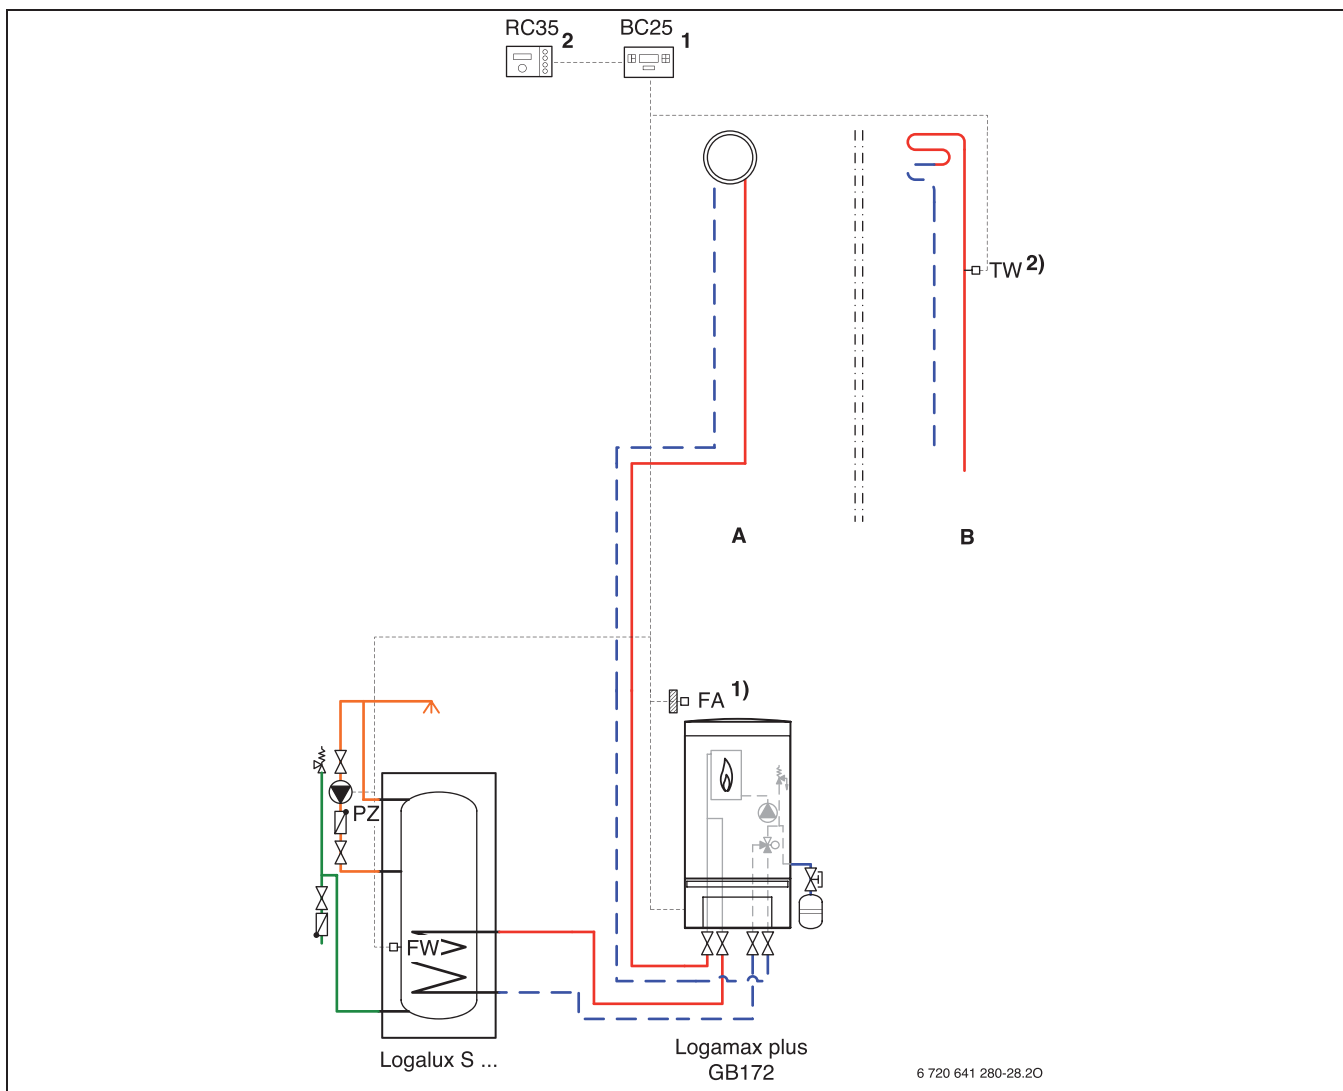 RC35 2
BC25 1
TW 2)
A
B
FA 1)
PZ
FW
Logalux S ...
Logamax plus
GB172
6 720 641 280-28.2O